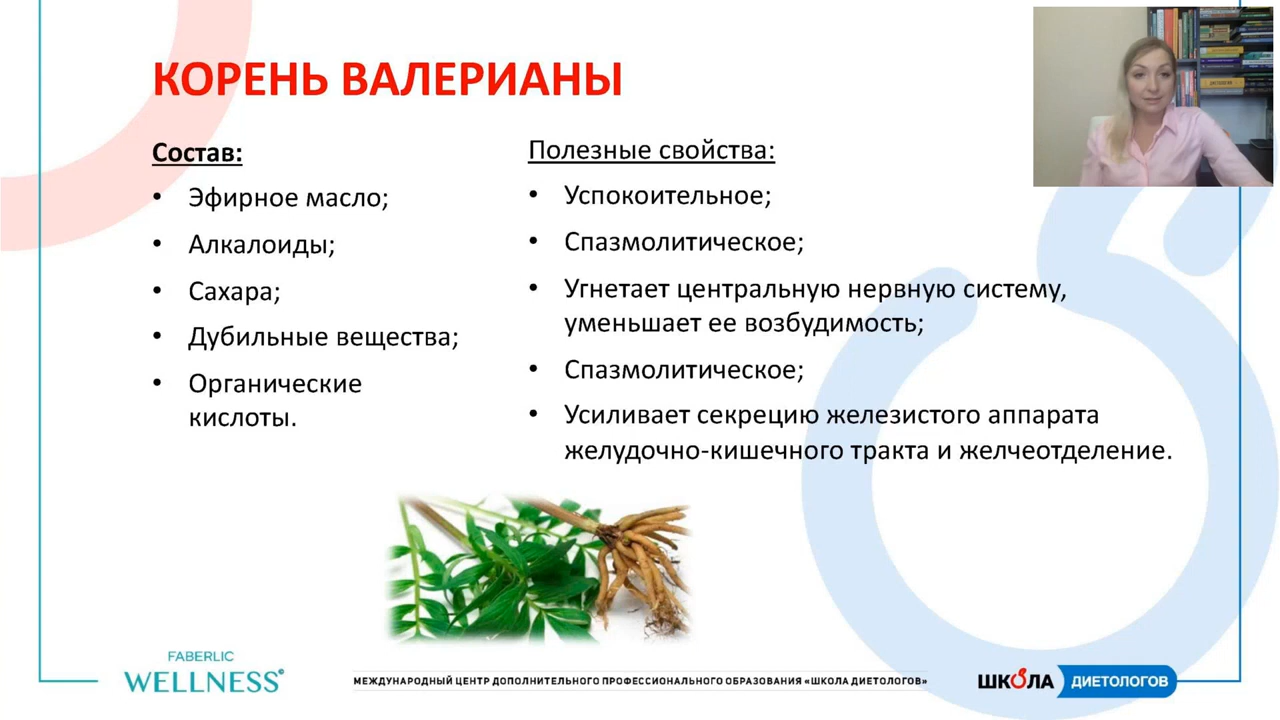 КОРЕНЬ ВАЛЕРИАНЫ
Состав:
• Эфирное масло;
• Алкалоиды;
• Сахара;
• Дубильные вещества;
• Органические
кислоты.
Полезные свойства:
• Успокоительное;
• Спазмолитическое;
• Угнетает центральную нервную систему,
уменьшает ее возбудимость;
• Спазмолитическое;
• Усиливает секрецию железистого аппарата
желудочно-кишечного тракта и желчеотделение.
FABERLIC
WELLNESS
МЕЖДУНАРОДНЫЙ ЦЕНТР ДОПОЛНИТЕЛЬНОГО ПРОФЕССИОНАЛЬНОГО ОБРАЗОВАНИЯ «ШКОЛА ДИЕТОЛОГОВ»
ШКОЛА ДИЕТОЛОГОВ